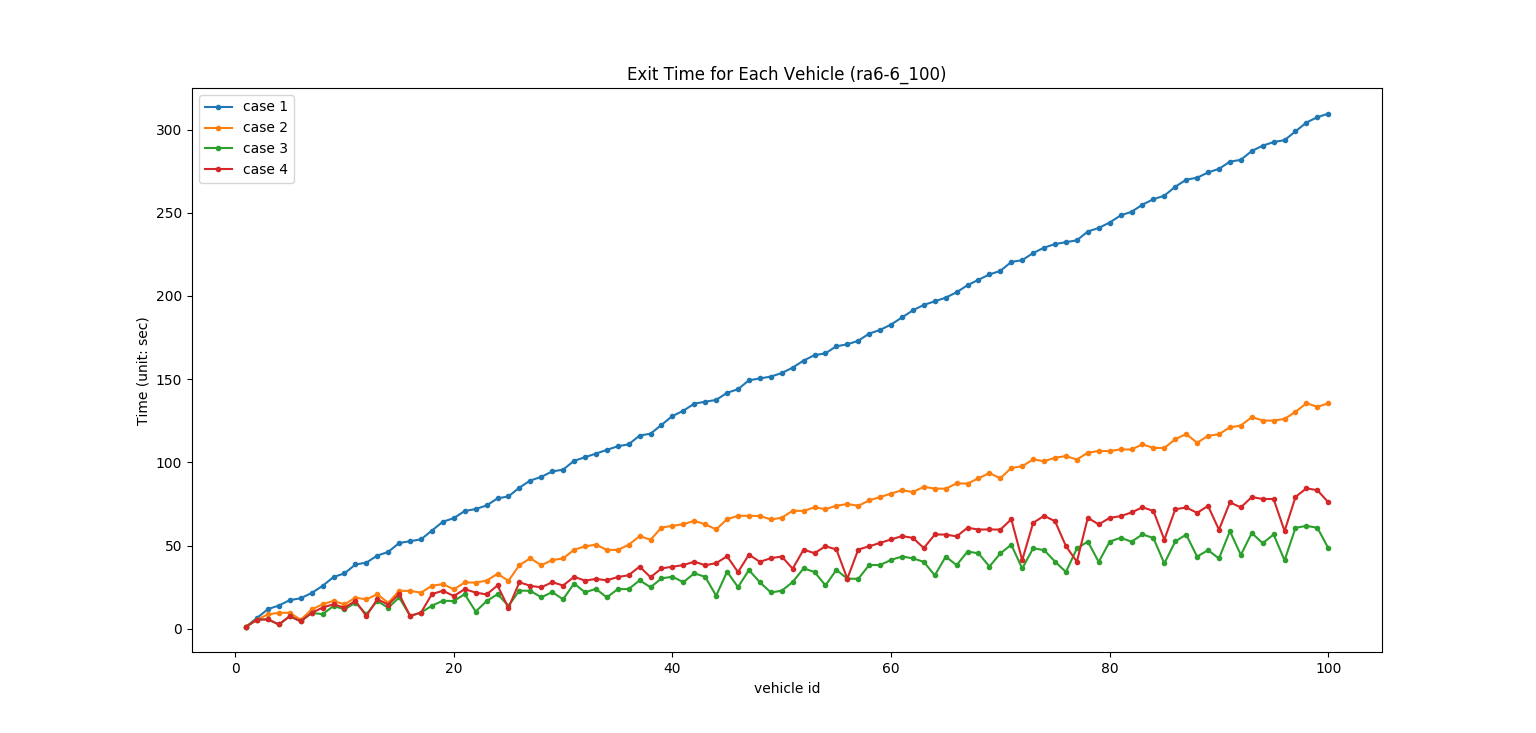 Exit Time for Each Vehicle (ra6-6_100)
case 1
case 2
case 3
case 4
300
250
200
150
100
50
0
Time (unit: sec)
0 20 40 60 80 100
vehicle id